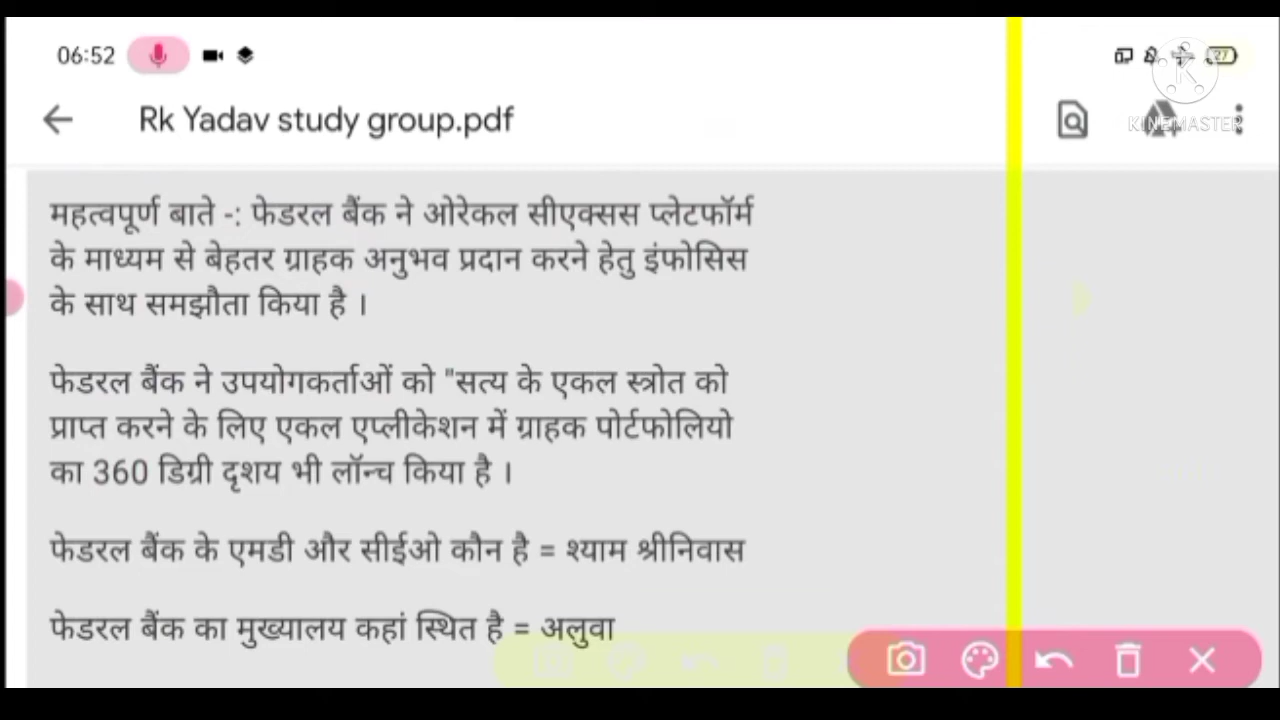 06:52
27
Rk Yadav study group.pdf
KINEMASTER
महत्वपूर्ण बाते -: फेडरल बैंक ने ओरेकल सीएक्सस प्लेटफॉर्म
के माध्यम से बेहतर ग्राहक अनुभव प्रदान करने हेतु इंफोसिस
के साथ समझौता किया है ।
फेडरल बैंक ने उपयोगकर्ताओं को "सत्य के एकल स्त्रोत को
प्राप्त करने के लिए एकल एप्लीकेशन में ग्राहक पोर्टफोलियो
का 360 डिग्री दृशय भी लॉन्च किया है ।
फेडरल बैंक के एमडी और सीईओ कौन है = श्याम श्रीनिवास
फेडरल बैंक का मुख्यालय कहां स्थित है = अलुवा